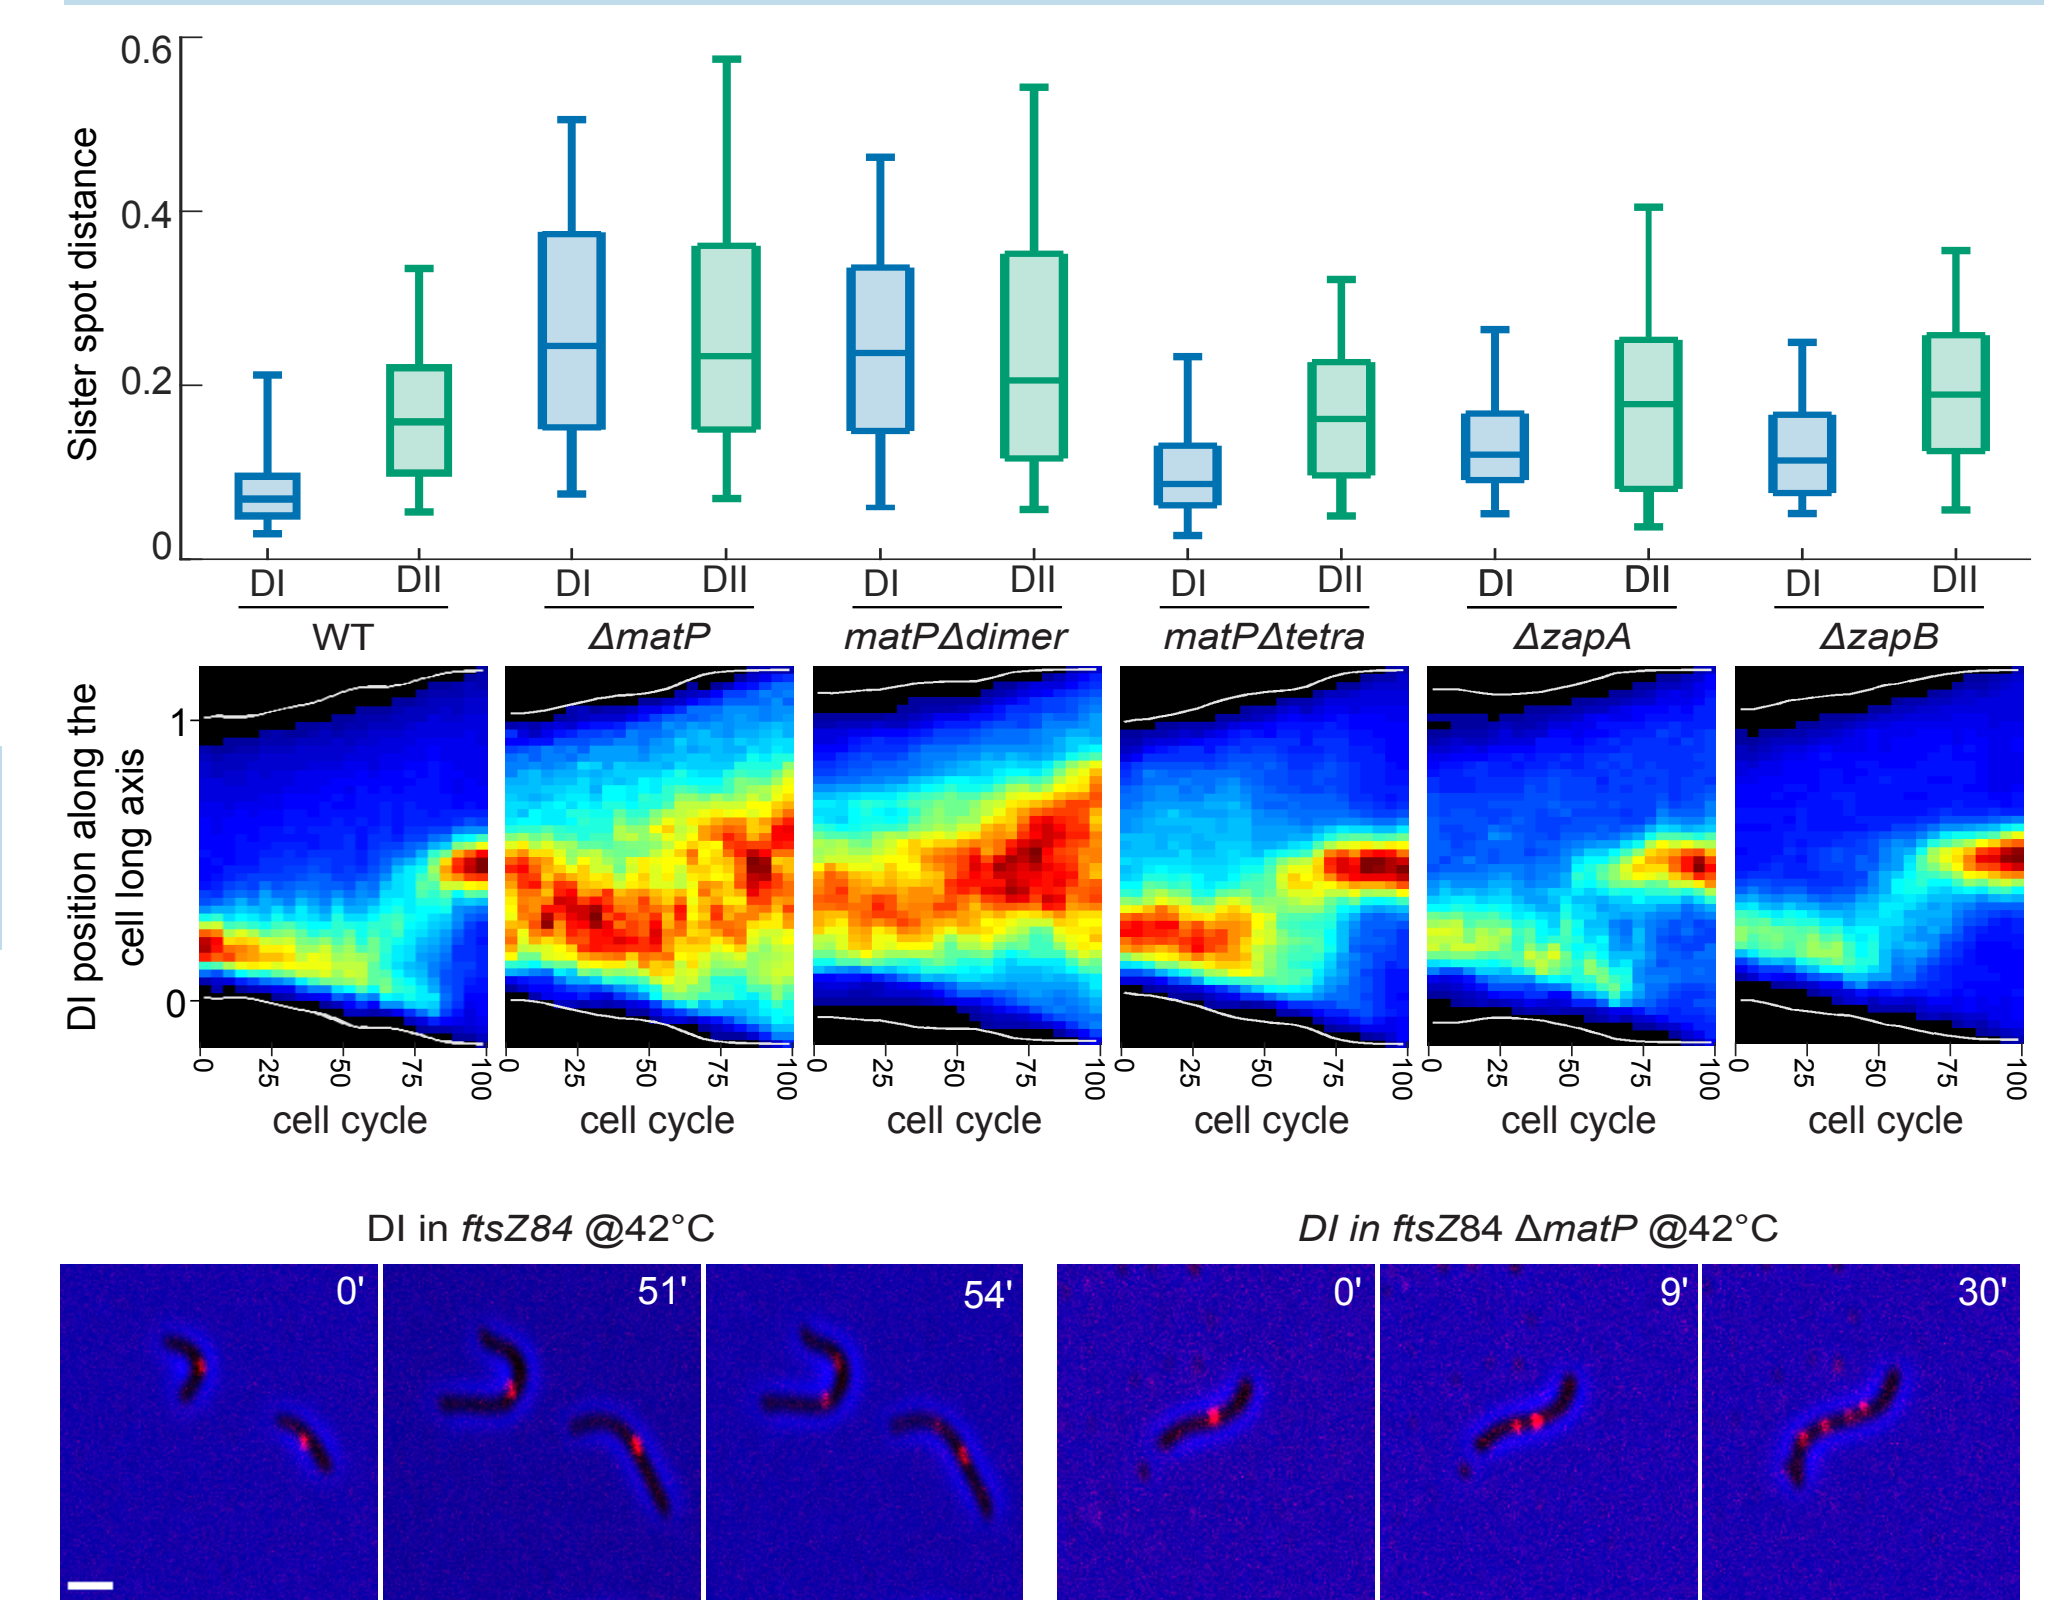 0.6
0.4
0.2
0
Sister spot distance
DI DII DI DII DI DII DI DII DI DII DI DII
WT ΔmatP matPΔdimer matPΔtetra ΔzapA ΔzapB
DI position along the
cell long axis
1
0
0 25 50 75 100 0 25 50 75 100 0 25 50 75 100 0 25 50 75 100 0 25 50 75 100 0 25 50 75 100
cell cycle cell cycle cell cycle cell cycle cell cycle cell cycle
DI in ftsZ84 @42°C DI in ftsZ84 ΔmatP @42°C
0' 51' 54' 0' 9' 30'